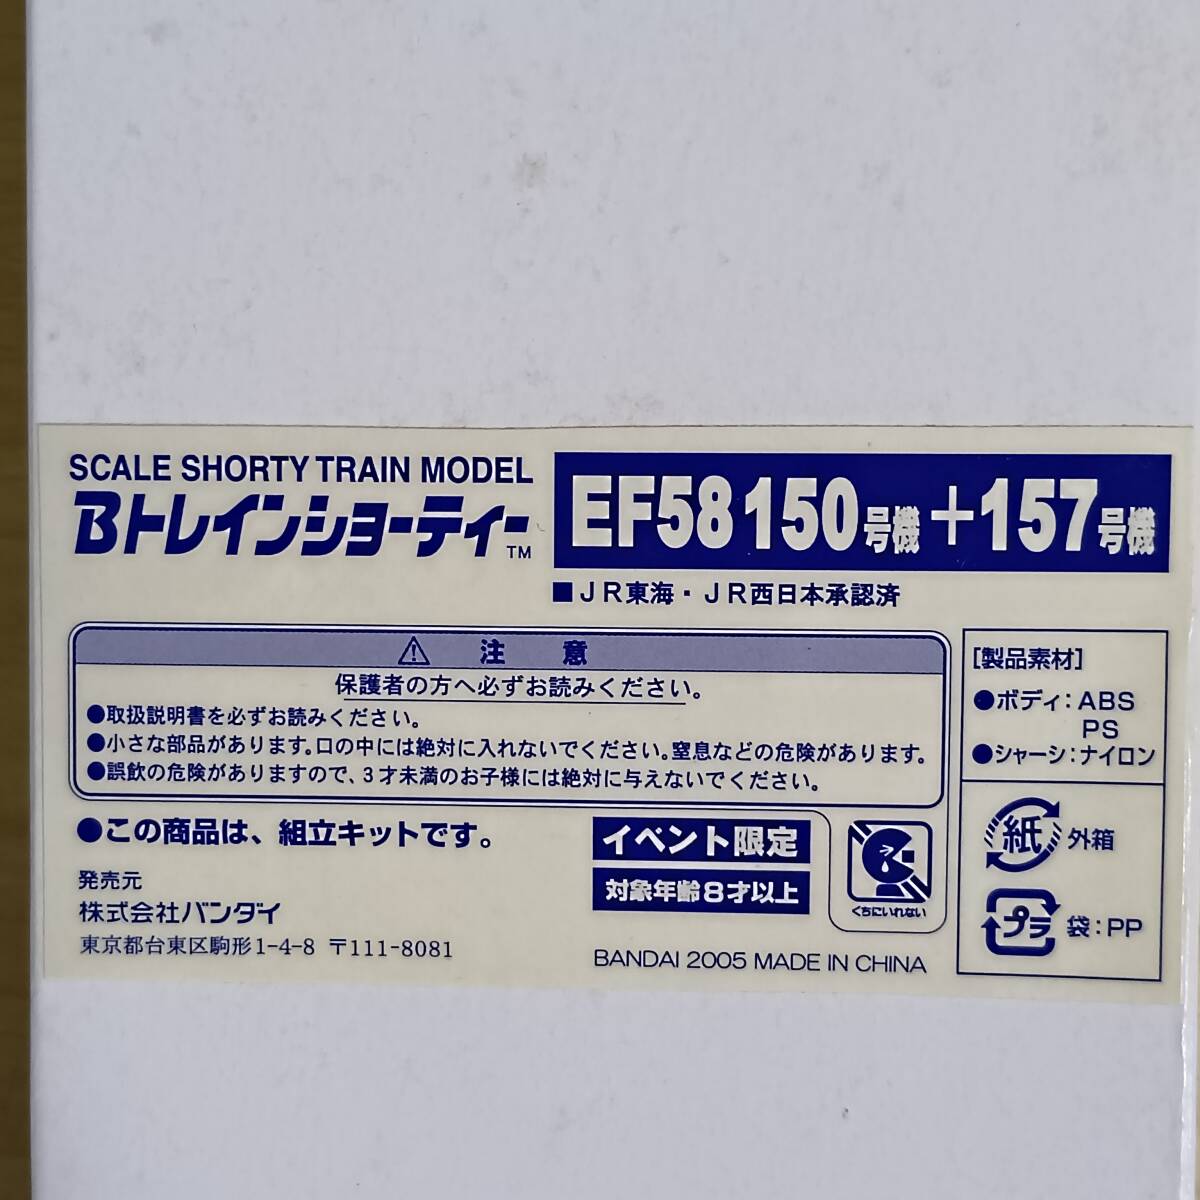 SCALE SHORTY TRAIN MODEL
Bトレインショーティー™
EF58 150号機+157号機
■JR東海・JR西日本承認済
⚠ 注 意
保護者の方へ必ずお読みください。
●取扱説明書を必ずお読みください。
●小さな部品があります。口の中には絶対に入れないでください。窒息などの危険があります。
●誤飲の危険がありますので、3才未満のお子様には絶対に与えないでください。
●この商品は、組立キットです。
発売元
株式会社バンダイ
東京都台東区駒形1-4-8 〒111-8081
イベント限定
対象年齢8才以上
くちにいれない
BANDAI 2005 MADE IN CHINA
[製品素材]
●ボディ:ABS
PS
●シャーシ:ナイロン
紙 外箱
プラ 袋:PP